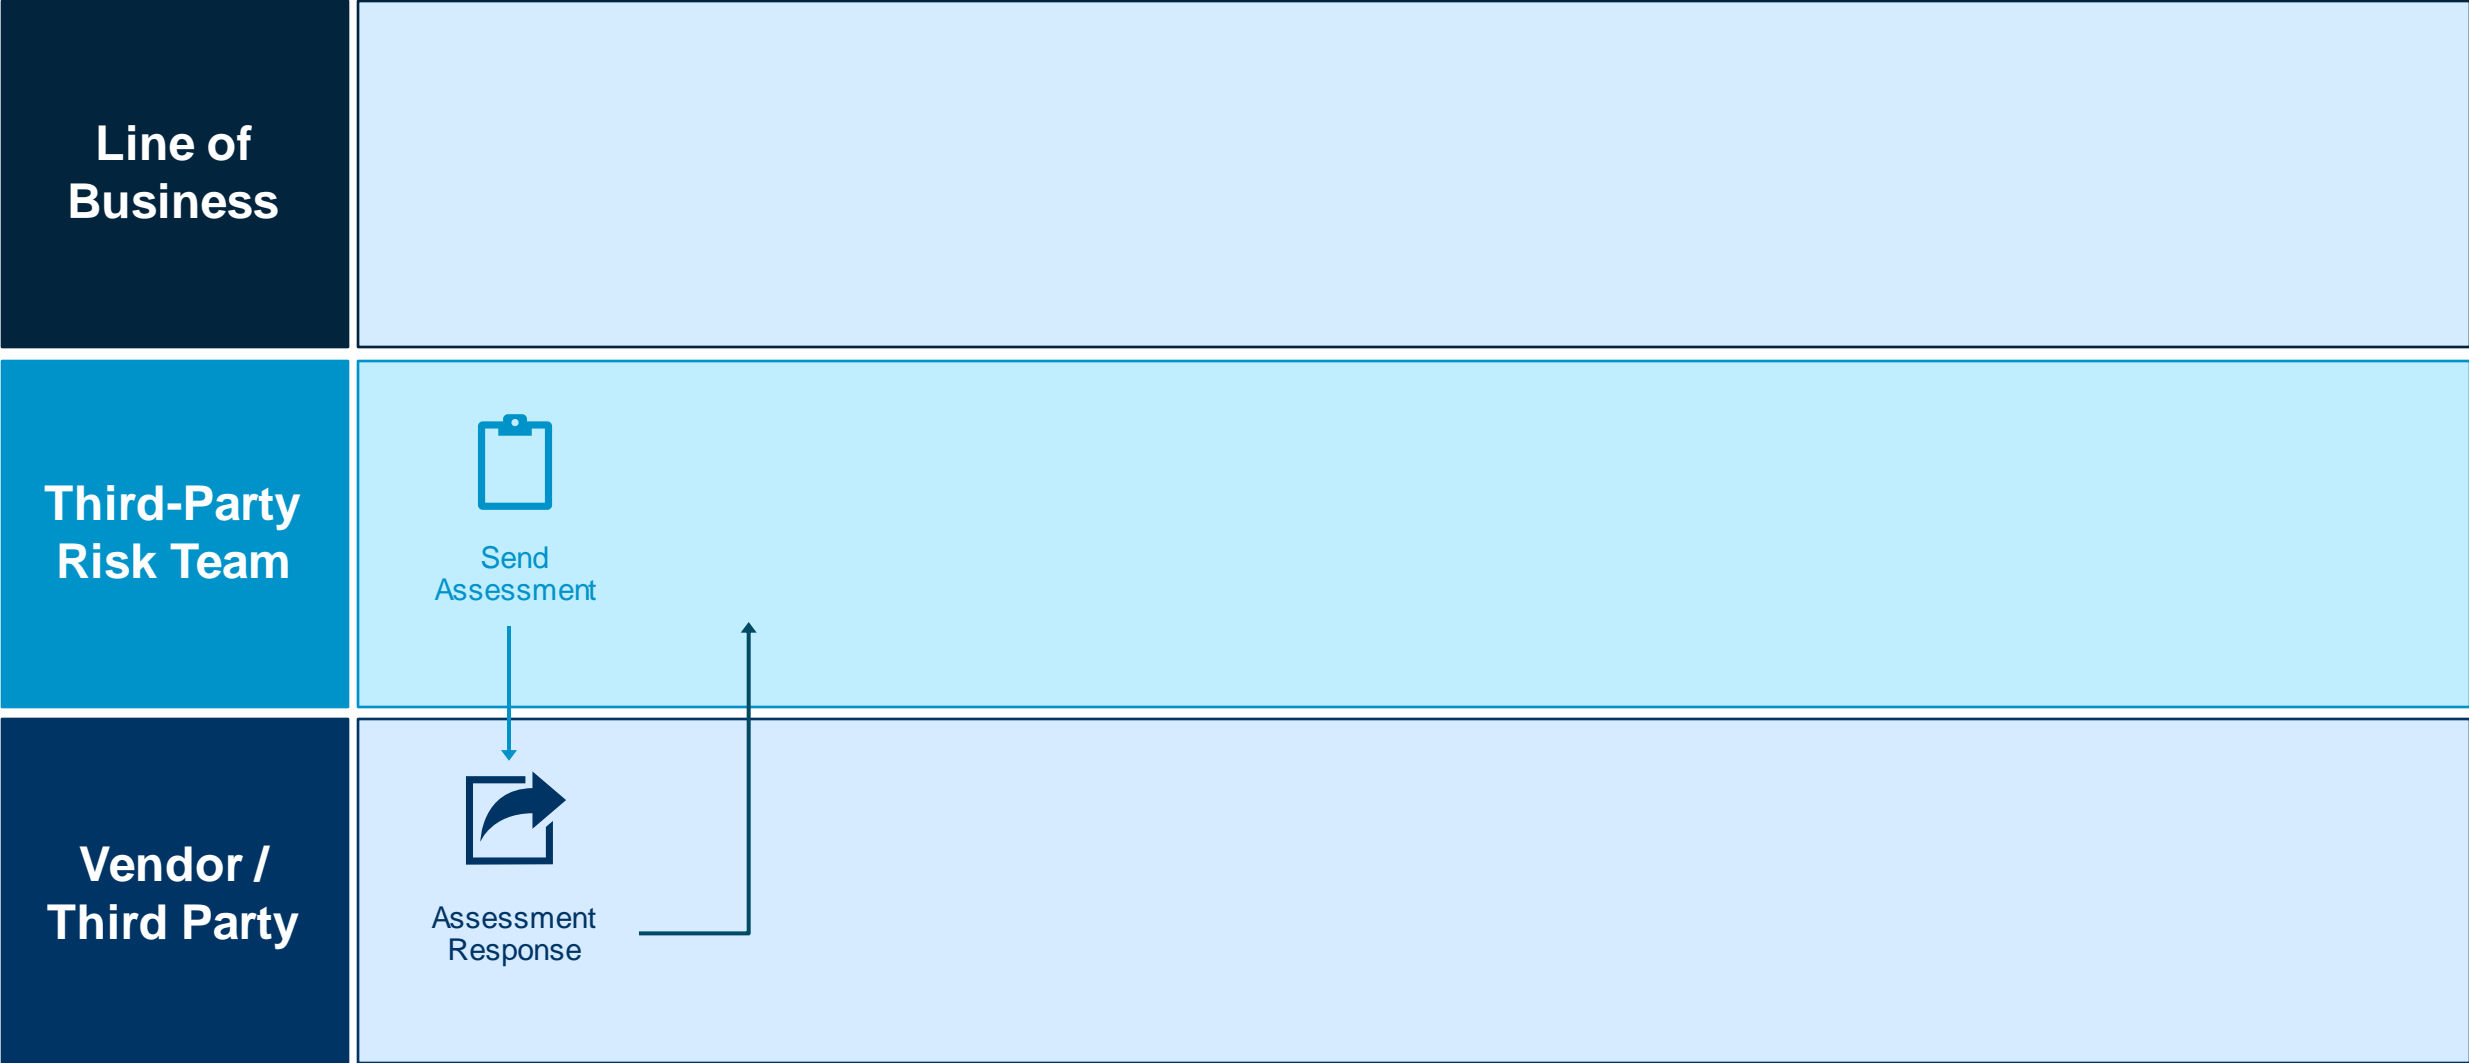 Line of
Business
Third-Party
Risk Team
Send
Assessment
Vendor /
Third Party
Assessment
Response